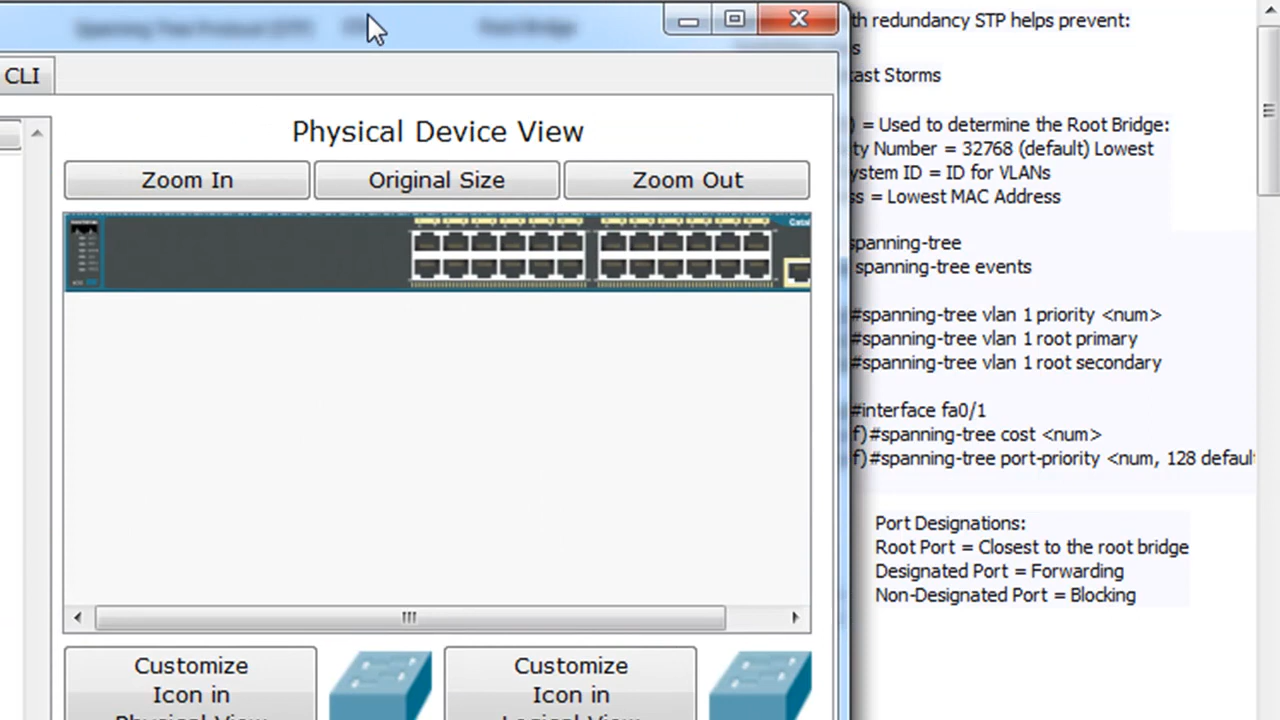 th redundancy STP helps prevent:
s
cast Storms
CLI
Physical Device View
Zoom In Original Size Zoom Out
) = Used to determine the Root Bridge:
ty Number = 32768 (default) Lowest
ystem ID = ID for VLANs
ss = Lowest MAC Address
spanning-tree
spanning-tree events
#spanning-tree vlan 1 priority <num>
#spanning-tree vlan 1 root primary
#spanning-tree vlan 1 root secondary
#interface fa0/1
f)#spanning-tree cost <num>
f)#spanning-tree port-priority <num, 128 defaul
Port Designations:
Root Port = Closest to the root bridge
Designated Port = Forwarding
Non-Designated Port = Blocking
Customize
Icon in
Physical View
Customize
Icon in
Logical View